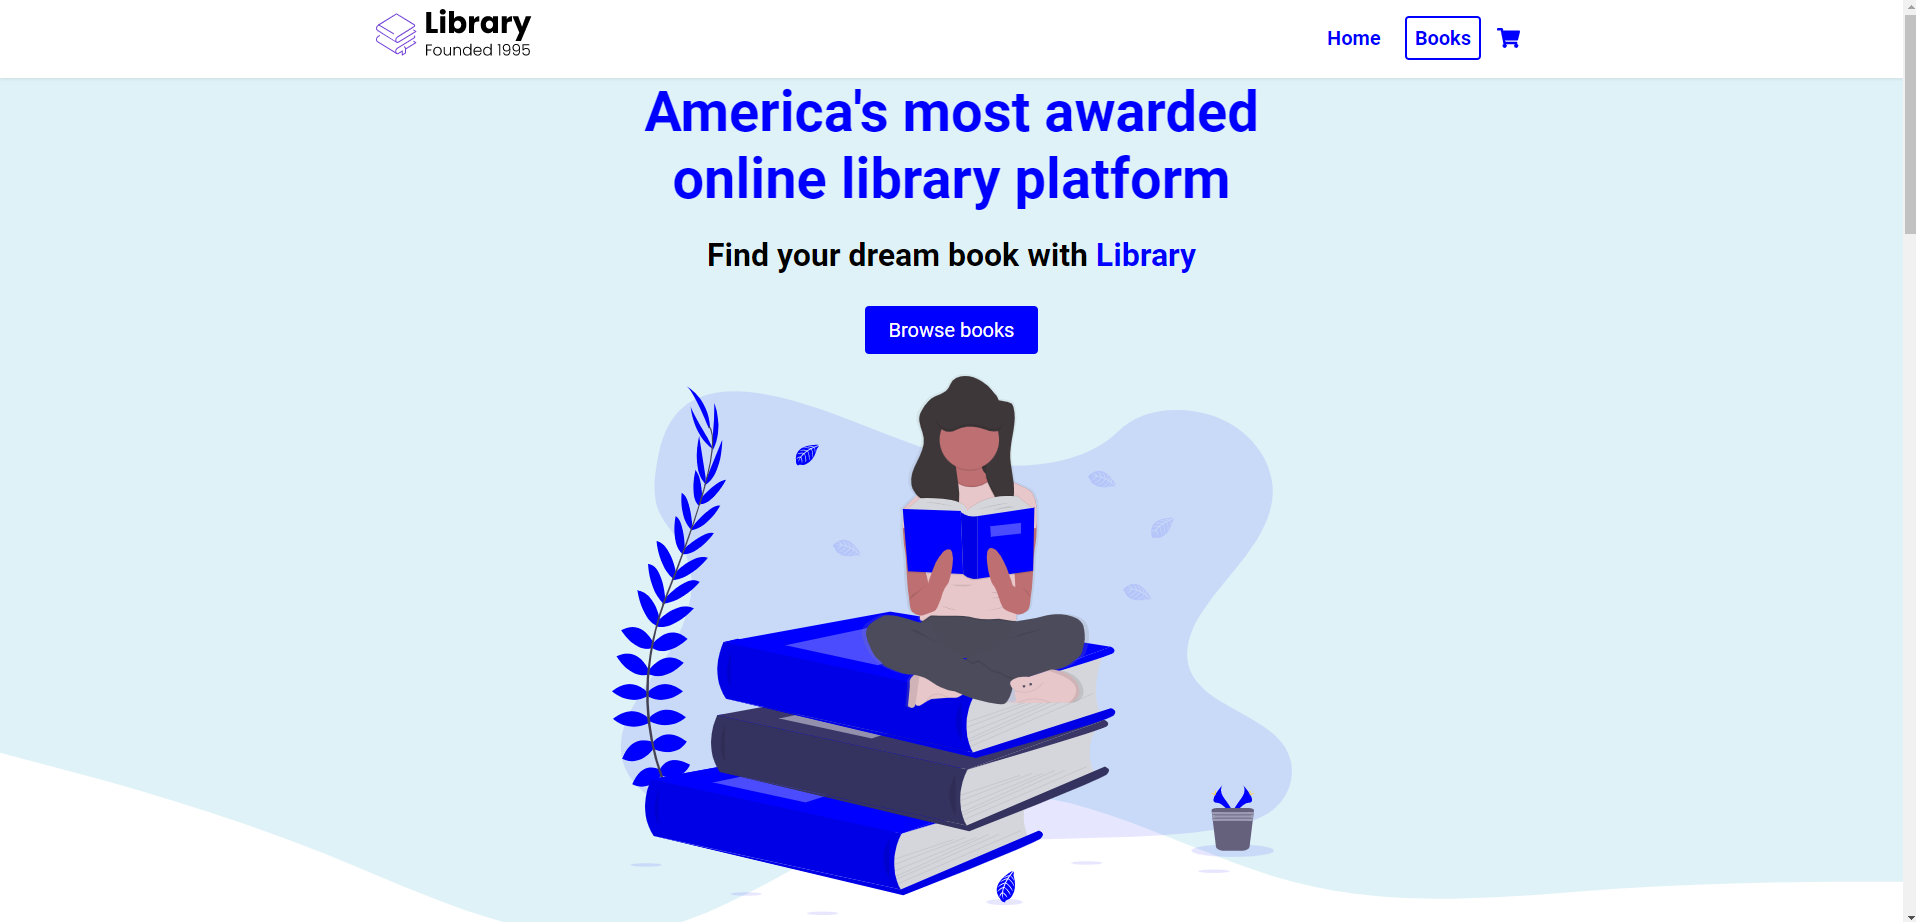 Library
Founded 1995
Home
Books
America's most awarded
online library platform
Find your dream book with Library
Browse books